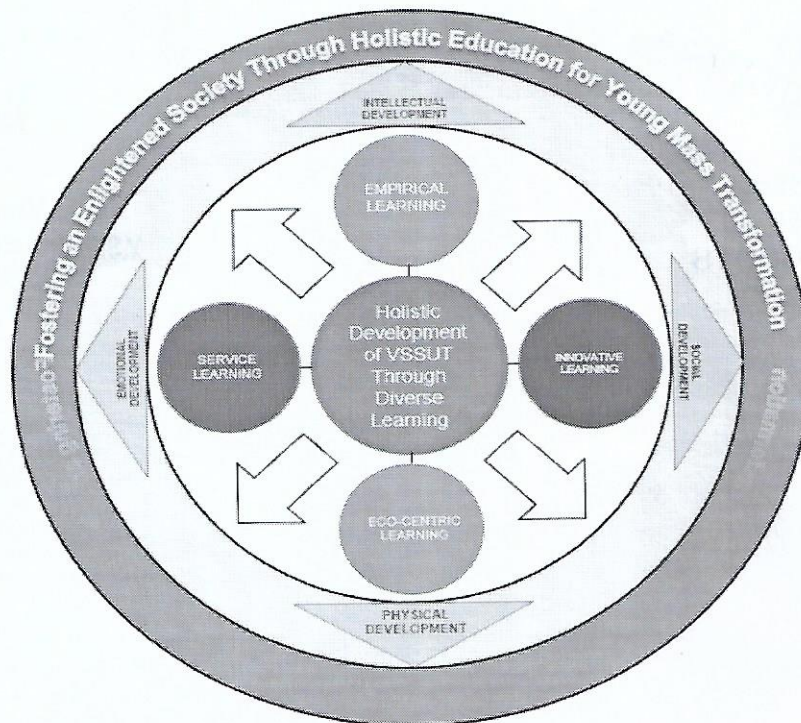 Fostering an Enlightened Society Through Holistic Education for Young Mass Transformation
INTELLECTUAL
DEVELOPMENT
EMPIRICAL
LEARNING
EMOTIONAL
DEVELOPMENT
SERVICE
LEARNING
Holistic
Development
of VSSUT
Through
Diverse
Learning
INNOVATIVE
LEARNING
SOCIAL
DEVELOPMENT
ECO-CENTRIC
LEARNING
PHYSICAL
DEVELOPMENT